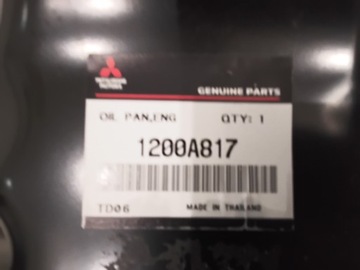 MITSUBISHI
MOTORS
GENUINE PARTS
OIL PAN,ENG QTY: 1
1200A817
TD06 MADE IN THAILAND